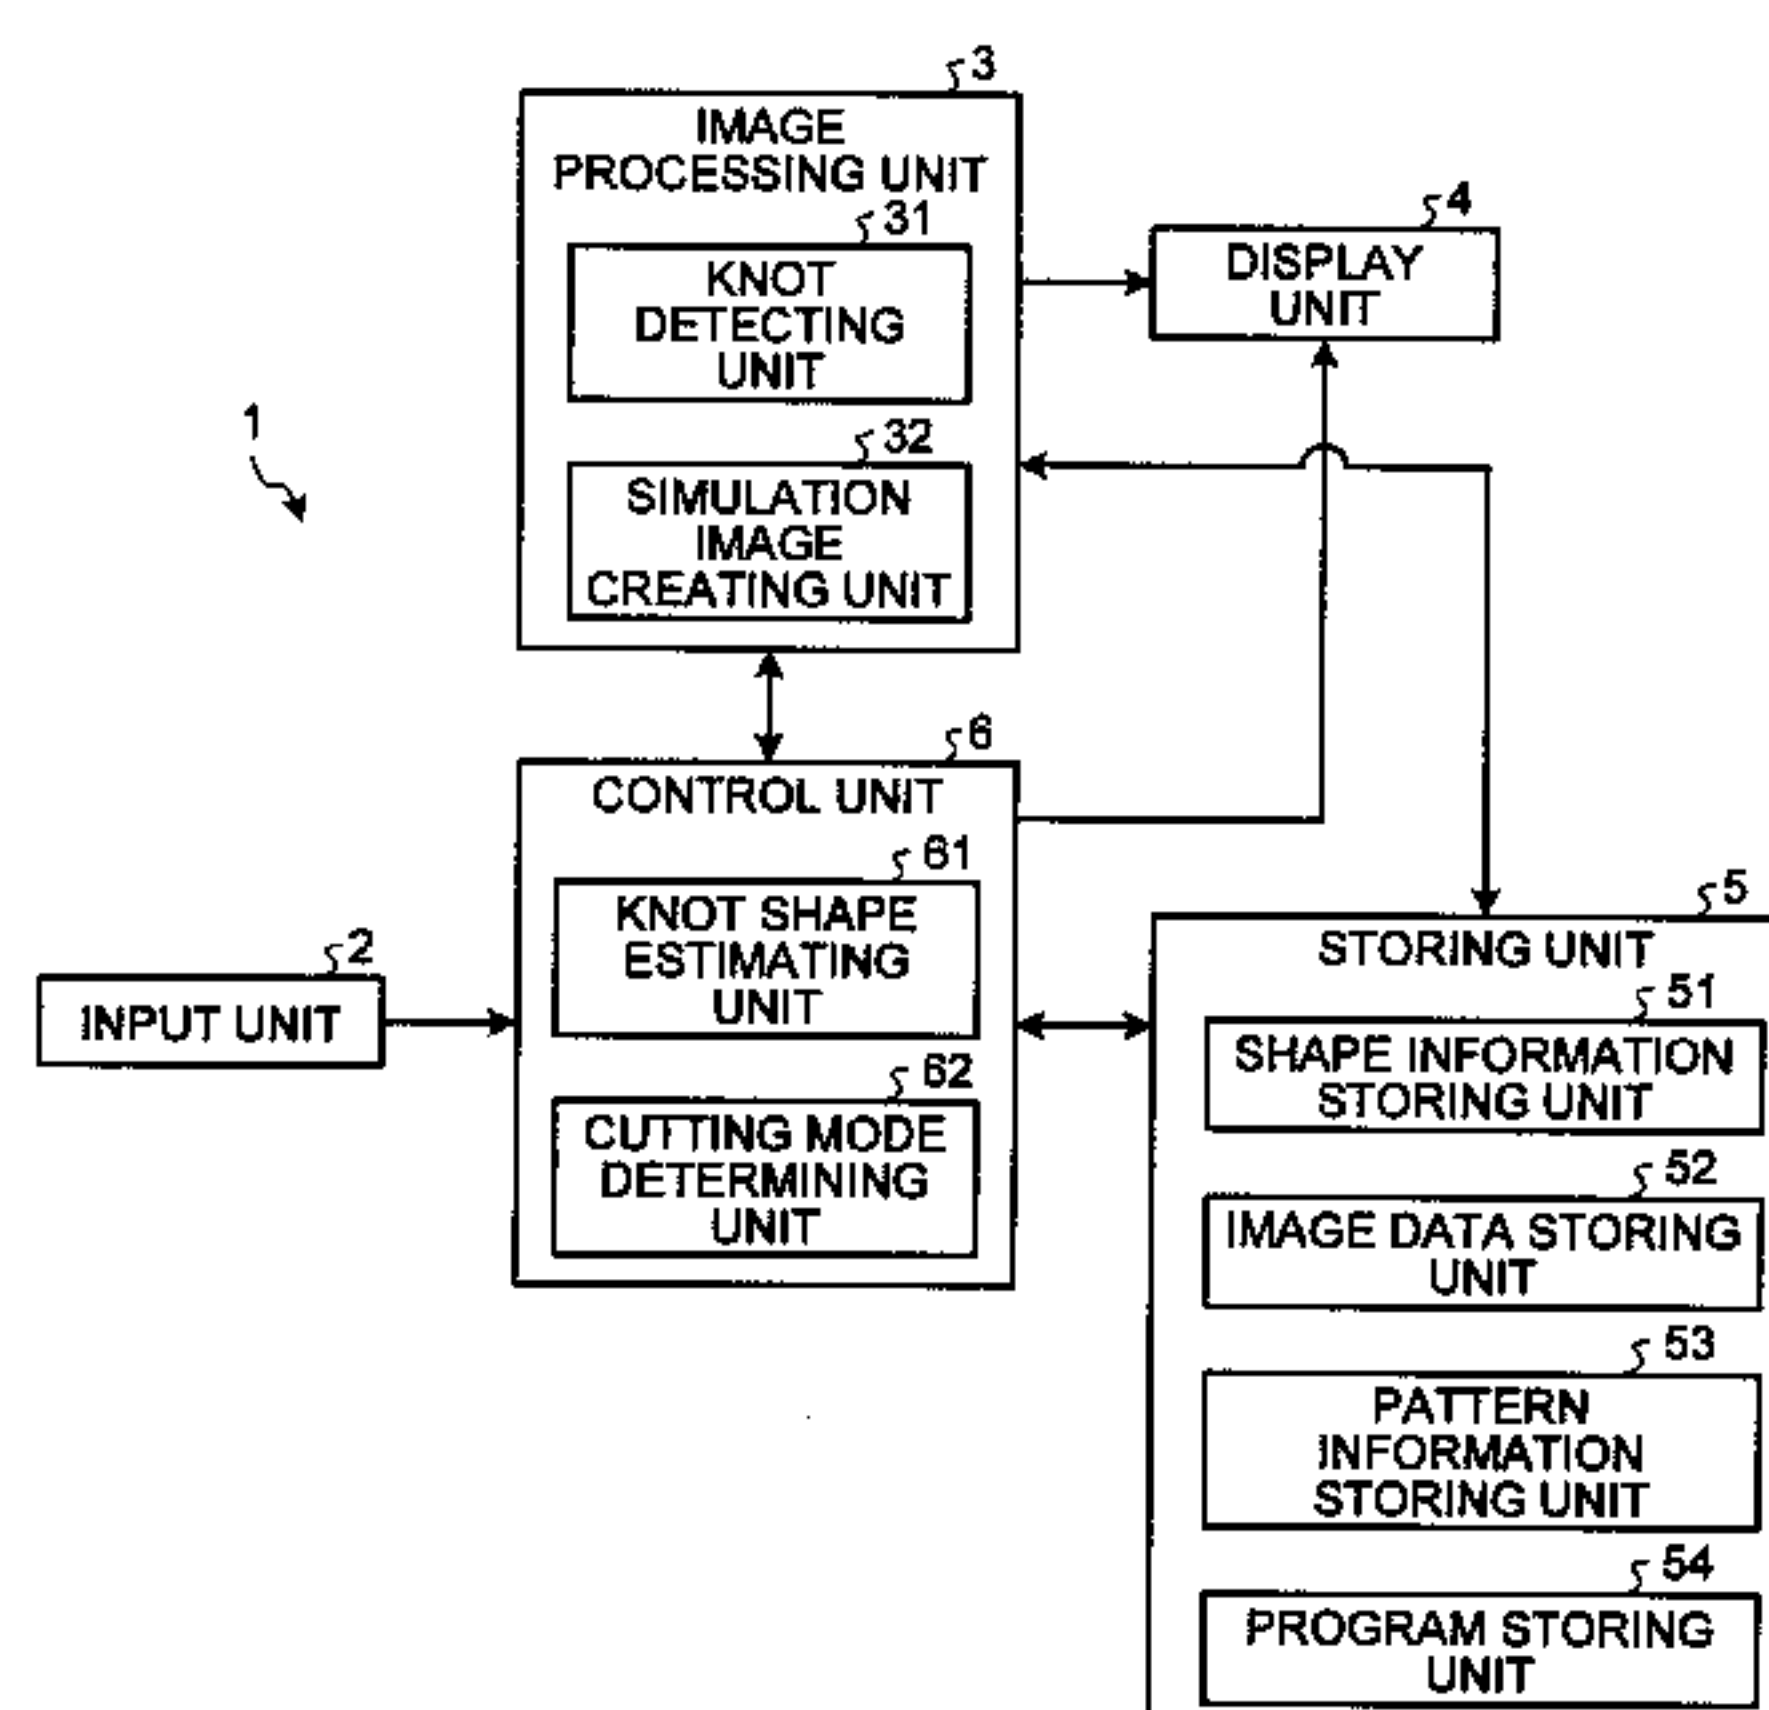 3
IMAGE
PROCESSING UNIT
31
KNOT
DETECTING
UNIT
32
SIMULATION
IMAGE
CREATING UNIT
4
DISPLAY
UNIT
1
6
CONTROL UNIT
61
KNOT SHAPE
ESTIMATING
UNIT
62
CUTTING MODE
DETERMINING
UNIT
2
INPUT UNIT
5
STORING UNIT
51
SHAPE INFORMATION
STORING UNIT
52
IMAGE DATA STORING
UNIT
53
PATTERN
INFORMATION
STORING UNIT
54
PROGRAM STORING
UNIT